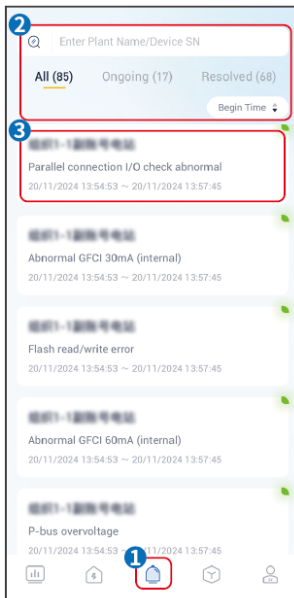 2
Enter Plant Name/Device SN
All (85) Ongoing (17) Resolved (68)
Begin Time
3
Parallel connection I/O check abnormal
20/11/2024 13:54:53 ~ 20/11/2024 13:57:45
Abnormal GFCI 30mA (internal)
20/11/2024 13:54:53 ~ 20/11/2024 13:57:45
Flash read/write error
20/11/2024 13:54:53 ~ 20/11/2024 13:57:45
Abnormal GFCI 60mA (internal)
20/11/2024 13:54:53 ~ 20/11/2024 13:57:45
P-bus overvoltage
20/11/2024 13:54:53 11/2024 13:57:45
1